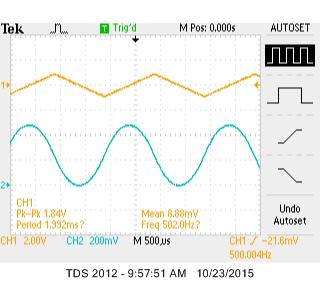 Tek Trig'd M Pos: 0.000s AUTOSET
1
2
CH1
Pk-Pk 1.84V Mean 8.88mV
Period 1.992ms? Freq 502.0Hz?
Undo
Autoset
CH1 2.00V CH2 200mV M 500µs CH1 / -21.6mV
500.004Hz
TDS 2012 - 9:57:51 AM 10/23/2015